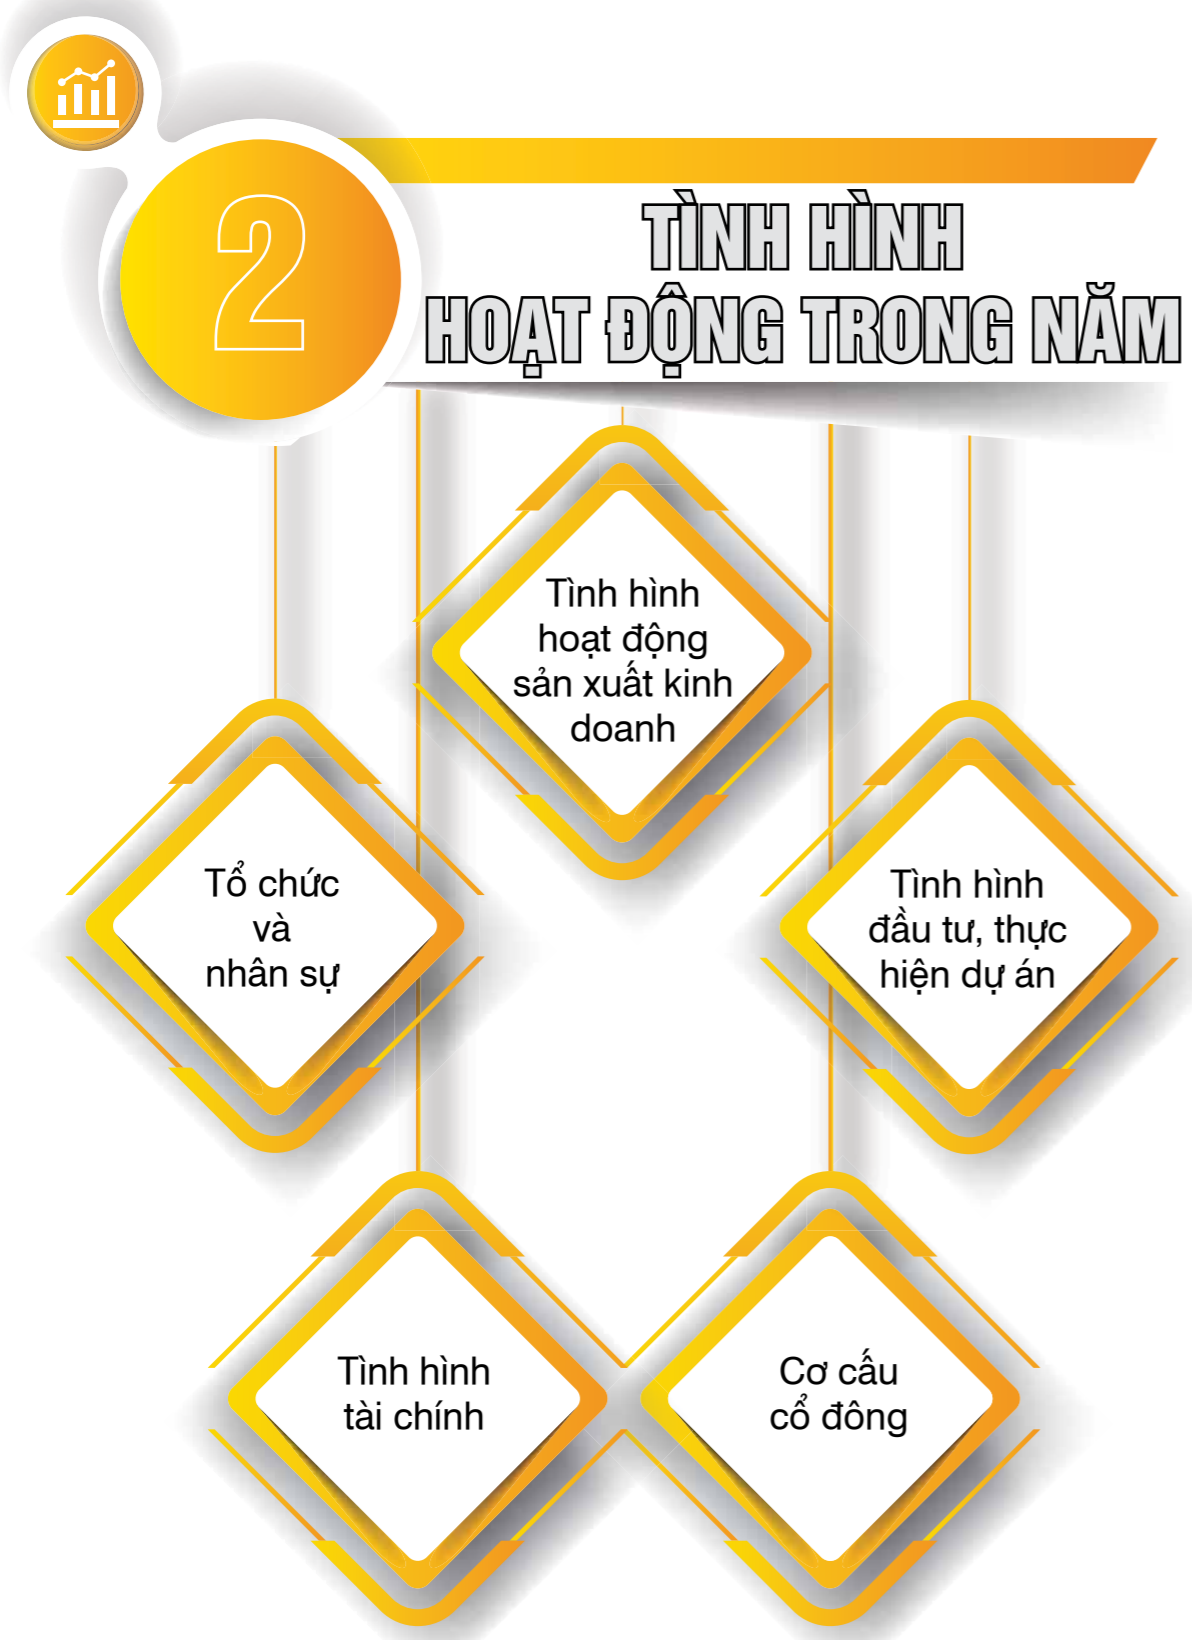 2
TÌNH HÌNH
HOẠT ĐỘNG TRONG NĂM
Tình hình
hoạt động
sản xuất kinh
doanh
Tổ chức
và
nhân sự
Tình hình
đầu tư, thực
hiện dự án
Tình hình
tài chính
Cơ cấu
cổ đông